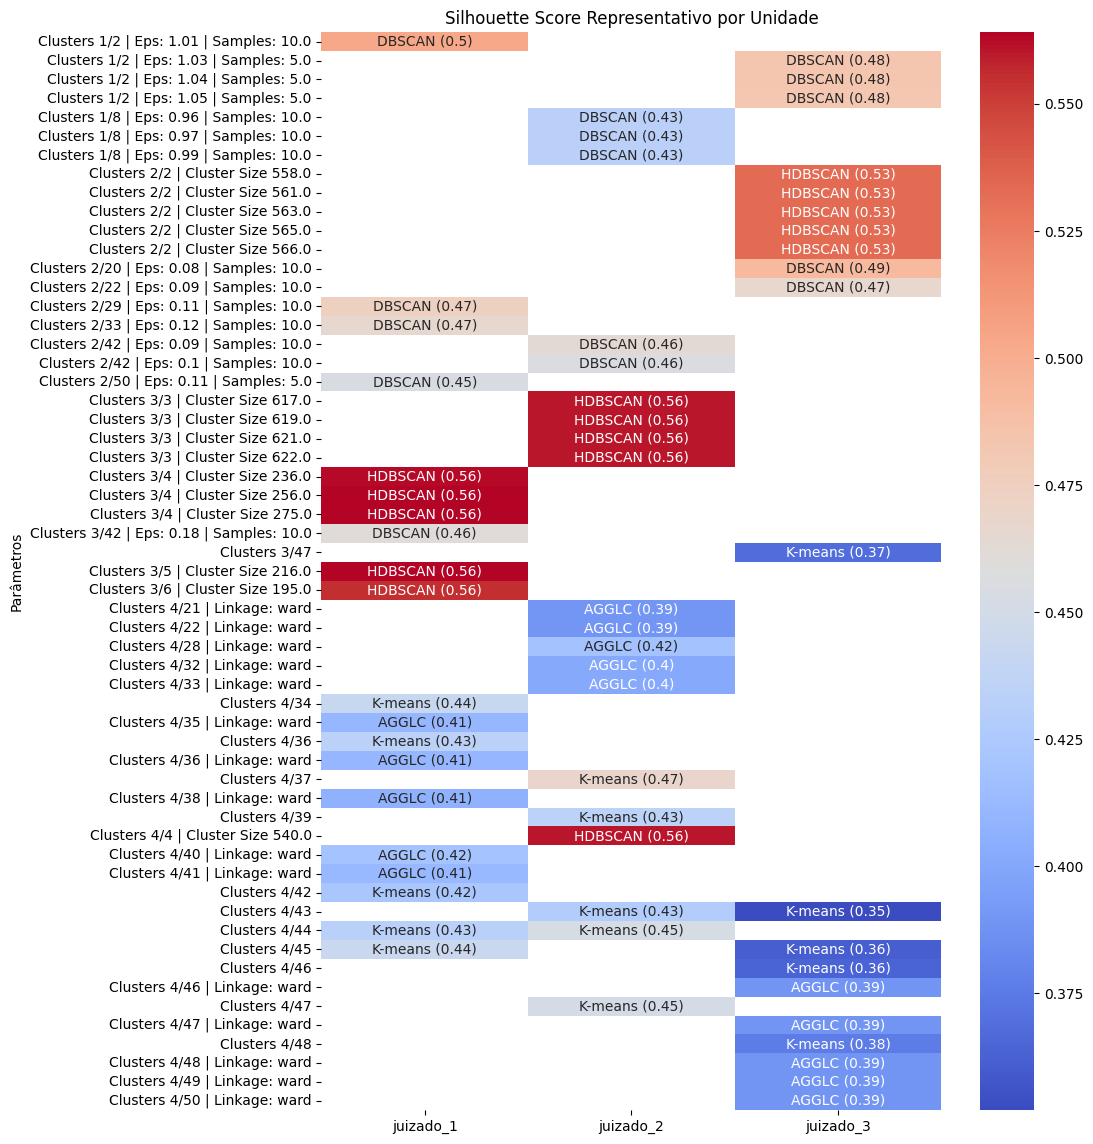 Silhouette Score Representativo por Unidade
Clusters 1/2 | Eps: 1.01 | Samples: 10.0 DBSCAN (0.5)
Clusters 1/2 | Eps: 1.03 | Samples: 5.0 DBSCAN (0.48)
Clusters 1/2 | Eps: 1.04 | Samples: 5.0 DBSCAN (0.48)
Clusters 1/2 | Eps: 1.05 | Samples: 5.0 DBSCAN (0.48)
Clusters 1/8 | Eps: 0.96 | Samples: 10.0 DBSCAN (0.43)
Clusters 1/8 | Eps: 0.97 | Samples: 10.0 DBSCAN (0.43)
Clusters 1/8 | Eps: 0.99 | Samples: 10.0 DBSCAN (0.43)
Clusters 2/2 | Cluster Size 558.0 HDBSCAN (0.53)
Clusters 2/2 | Cluster Size 561.0 HDBSCAN (0.53)
Clusters 2/2 | Cluster Size 563.0 HDBSCAN (0.53)
Clusters 2/2 | Cluster Size 565.0 HDBSCAN (0.53)
Clusters 2/2 | Cluster Size 566.0 HDBSCAN (0.53)
Clusters 2/20 | Eps: 0.08 | Samples: 10.0 DBSCAN (0.49)
Clusters 2/22 | Eps: 0.09 | Samples: 10.0 DBSCAN (0.47)
Clusters 2/29 | Eps: 0.11 | Samples: 10.0 DBSCAN (0.47)
Clusters 2/33 | Eps: 0.12 | Samples: 10.0 DBSCAN (0.47)
Clusters 2/42 | Eps: 0.09 | Samples: 10.0 DBSCAN (0.46)
Clusters 2/42 | Eps: 0.1 | Samples: 10.0 DBSCAN (0.46)
Clusters 2/50 | Eps: 0.11 | Samples: 5.0 DBSCAN (0.45)
Clusters 3/3 | Cluster Size 617.0 HDBSCAN (0.56)
Clusters 3/3 | Cluster Size 619.0 HDBSCAN (0.56)
Clusters 3/3 | Cluster Size 621.0 HDBSCAN (0.56)
Clusters 3/3 | Cluster Size 622.0 HDBSCAN (0.56)
Clusters 3/4 | Cluster Size 236.0 HDBSCAN (0.56)
Clusters 3/4 | Cluster Size 256.0 HDBSCAN (0.56)
Clusters 3/4 | Cluster Size 275.0 HDBSCAN (0.56)
Clusters 3/42 | Eps: 0.18 | Samples: 10.0 DBSCAN (0.46)
Clusters 3/47 K-means (0.37)
Clusters 3/5 | Cluster Size 216.0 HDBSCAN (0.56)
Clusters 3/6 | Cluster Size 195.0 HDBSCAN (0.56)
Clusters 4/21 | Linkage: ward AGGLC (0.39)
Clusters 4/22 | Linkage: ward AGGLC (0.39)
Clusters 4/28 | Linkage: ward AGGLC (0.42)
Clusters 4/32 | Linkage: ward AGGLC (0.4)
Clusters 4/33 | Linkage: ward AGGLC (0.4)
Clusters 4/34 K-means (0.44)
Clusters 4/35 | Linkage: ward AGGLC (0.41)
Clusters 4/36 K-means (0.43)
Clusters 4/36 | Linkage: ward AGGLC (0.41)
Clusters 4/37 K-means (0.47)
Clusters 4/38 | Linkage: ward AGGLC (0.41)
Clusters 4/39 K-means (0.43)
Clusters 4/4 | Cluster Size 540.0 HDBSCAN (0.56)
Clusters 4/40 | Linkage: ward AGGLC (0.42)
Clusters 4/41 | Linkage: ward AGGLC (0.41)
Clusters 4/42 K-means (0.42)
Clusters 4/43 K-means (0.43) K-means (0.35)
Clusters 4/44 K-means (0.43) K-means (0.45)
Clusters 4/45 K-means (0.44) K-means (0.36)
Clusters 4/46 K-means (0.36)
Clusters 4/46 | Linkage: ward AGGLC (0.39)
Clusters 4/47 K-means (0.45)
Clusters 4/47 | Linkage: ward AGGLC (0.39)
Clusters 4/48 K-means (0.38)
Clusters 4/48 | Linkage: ward AGGLC (0.39)
Clusters 4/49 | Linkage: ward AGGLC (0.39)
Clusters 4/50 | Linkage: ward AGGLC (0.39)
Parâmetros
juizado_1 juizado_2 juizado_3
0.550
0.525
0.500
0.475
0.450
0.425
0.400
0.375